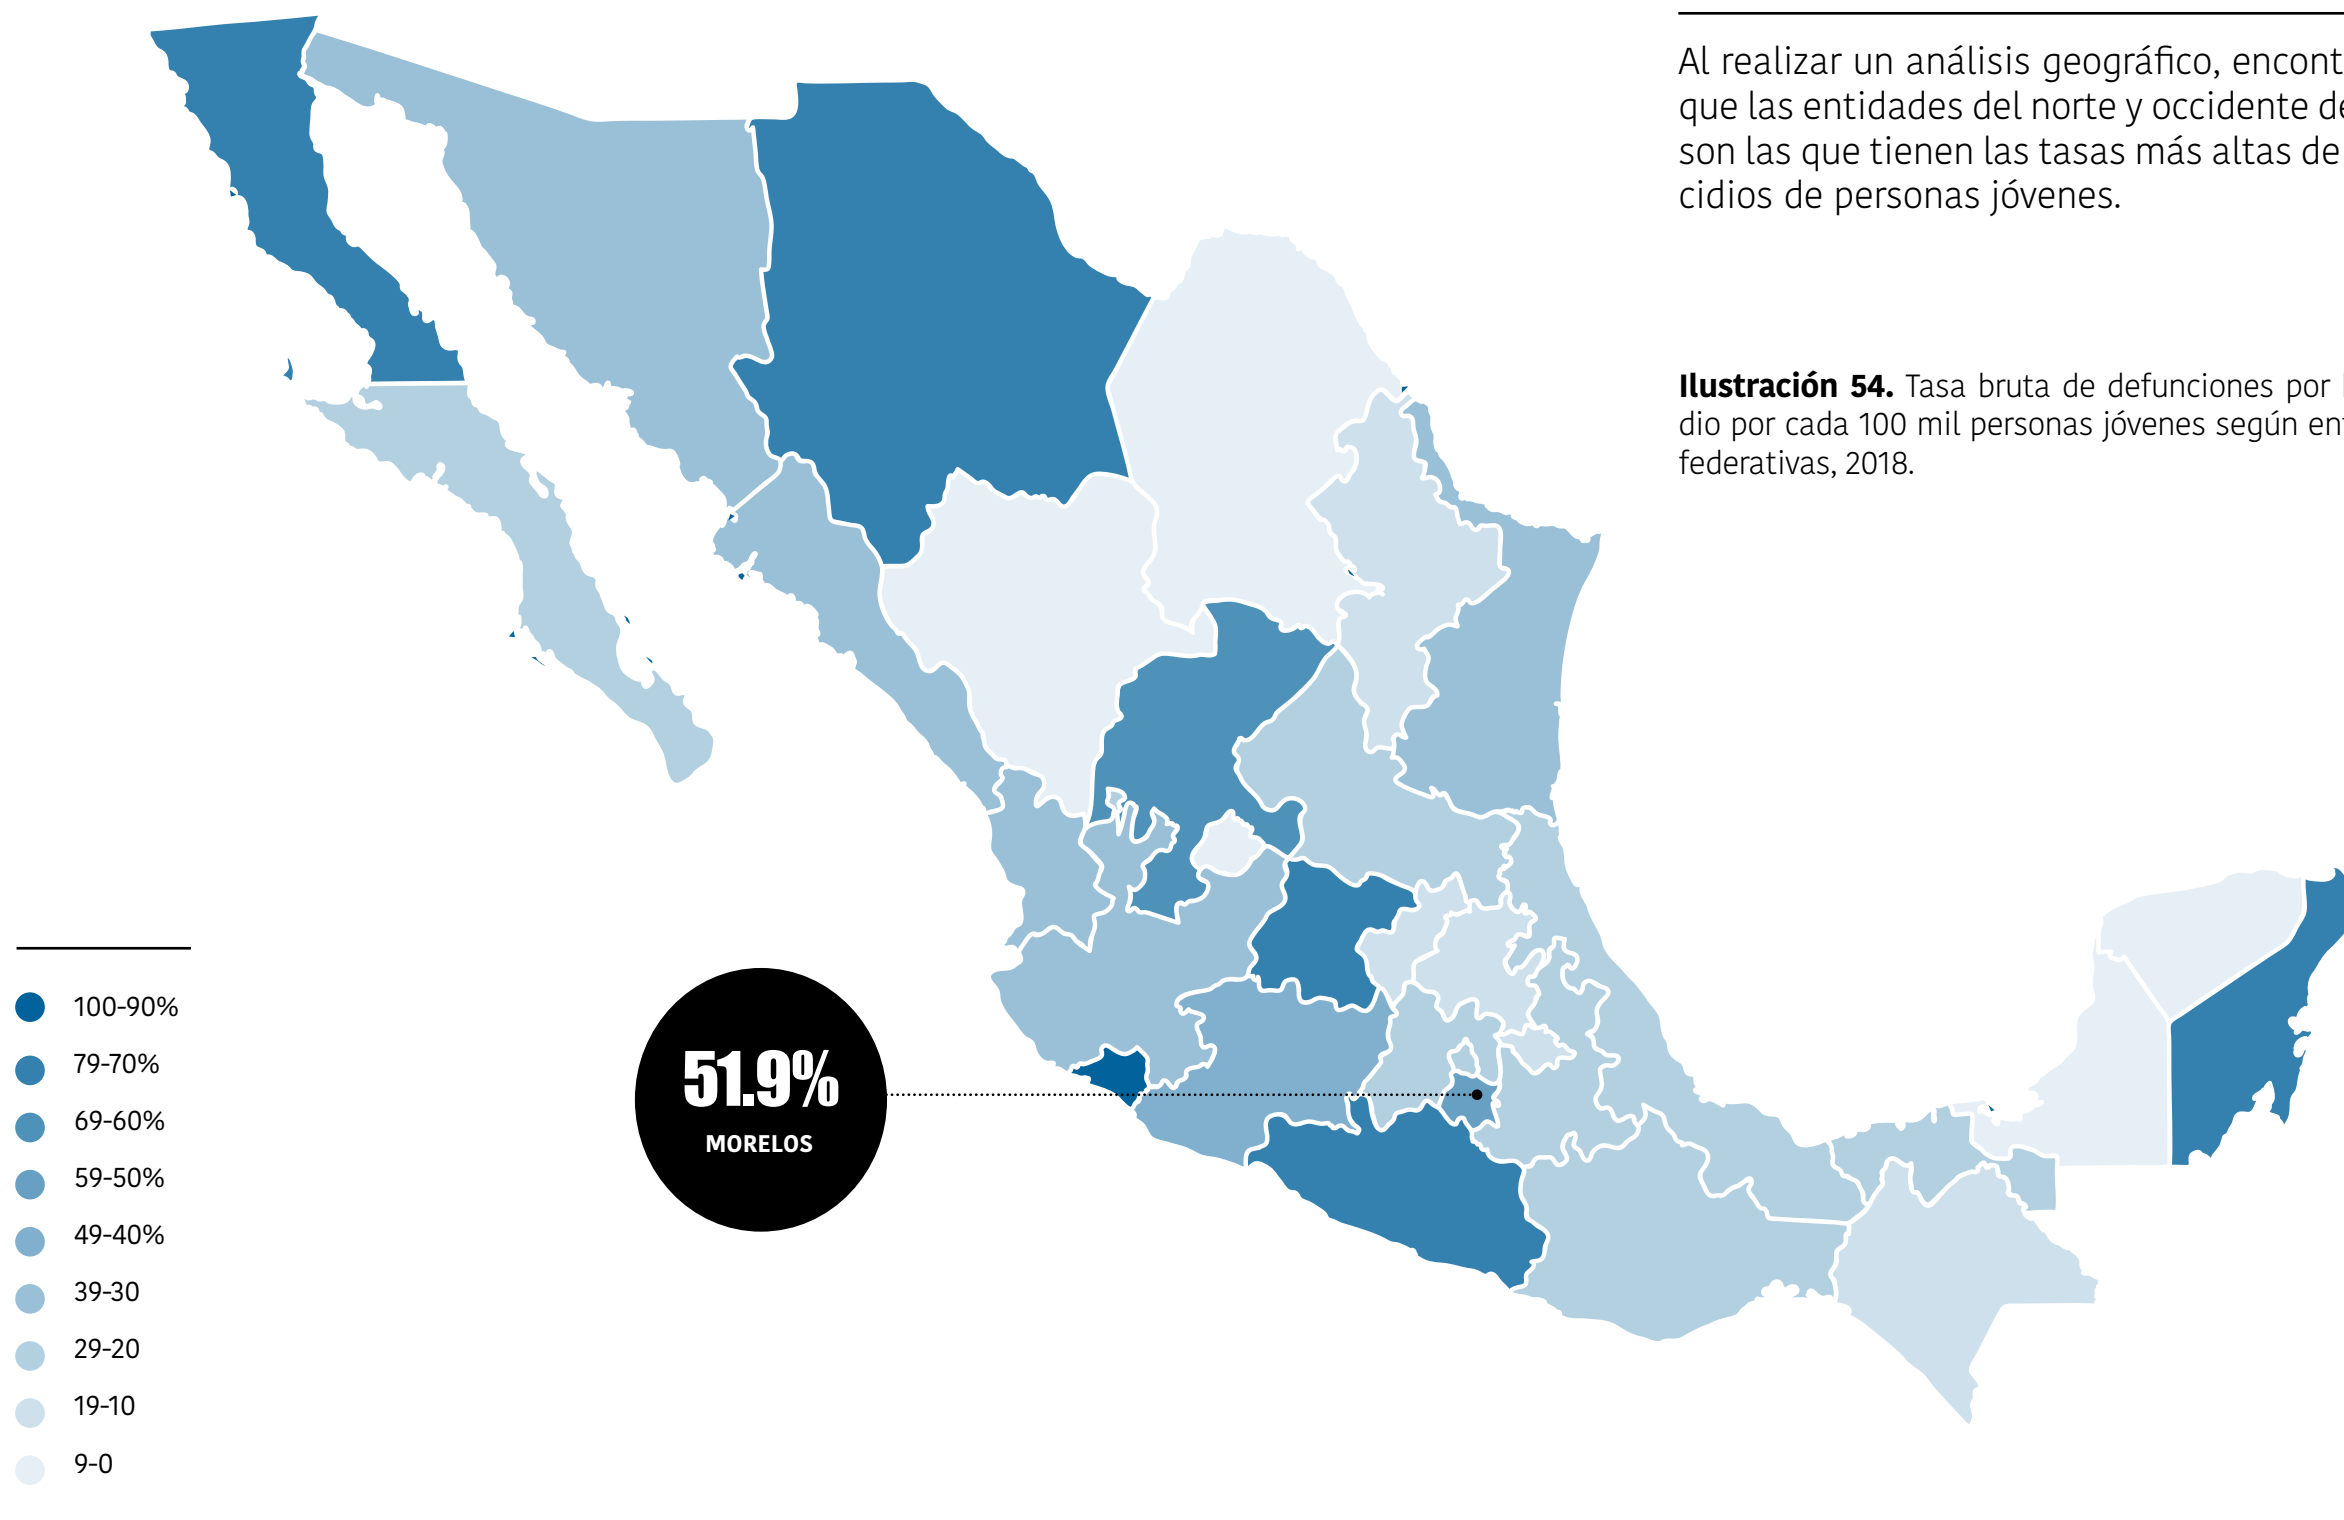 Al realizar un análisis geográfico, encont
que las entidades del norte y occidente de
son las que tienen las tasas más altas de
cidios de personas jóvenes.
Ilustración 54. Tasa bruta de defunciones por
dio por cada 100 mil personas jóvenes según ent
federativas, 2018.
51.9%
MORELOS
100-90%
79-70%
69-60%
59-50%
49-40%
39-30
29-20
19-10
9-0